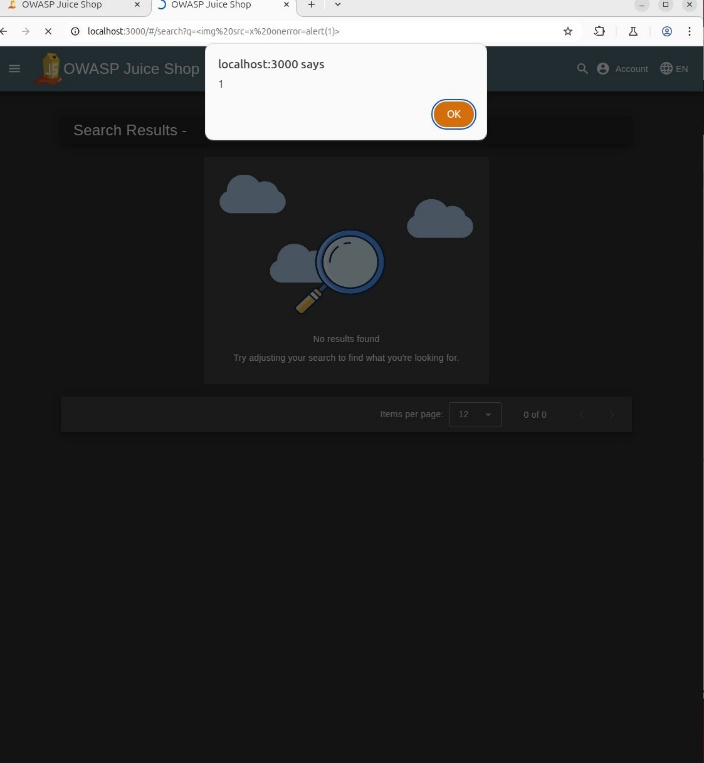 OWASP Juice Shop
OWASP Juice Shop
localhost:3000/#/search?q=<img%20src=x%20onerror=alert(1)>
OWASP Juice Shop
Account
EN
localhost:3000 says
1
OK
Search Results -
No results found
Try adjusting your search to find what you're looking for.
Items per page:
12
0 of 0